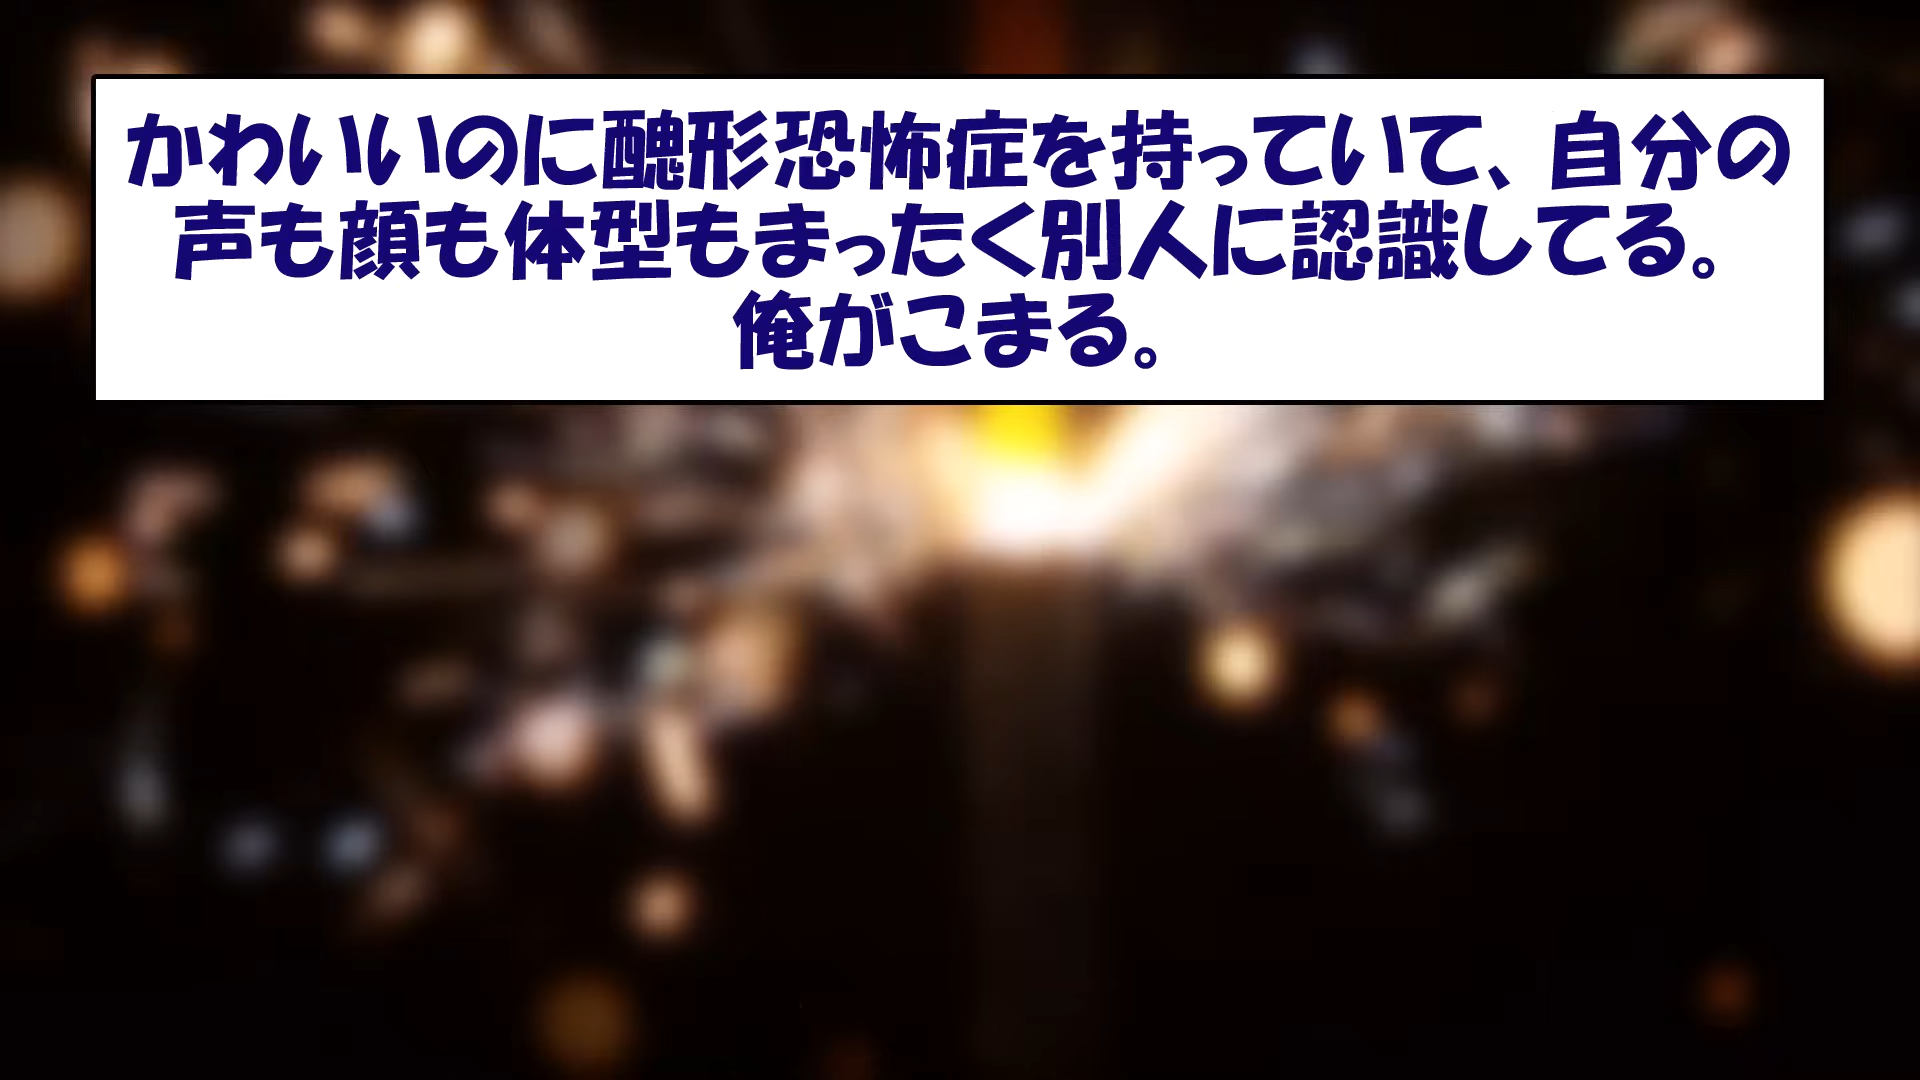 かわいいのに醜形恐怖症を持っていて、自分の
声も顔も体型もまったく別人に認識してる。
俺がこまる。